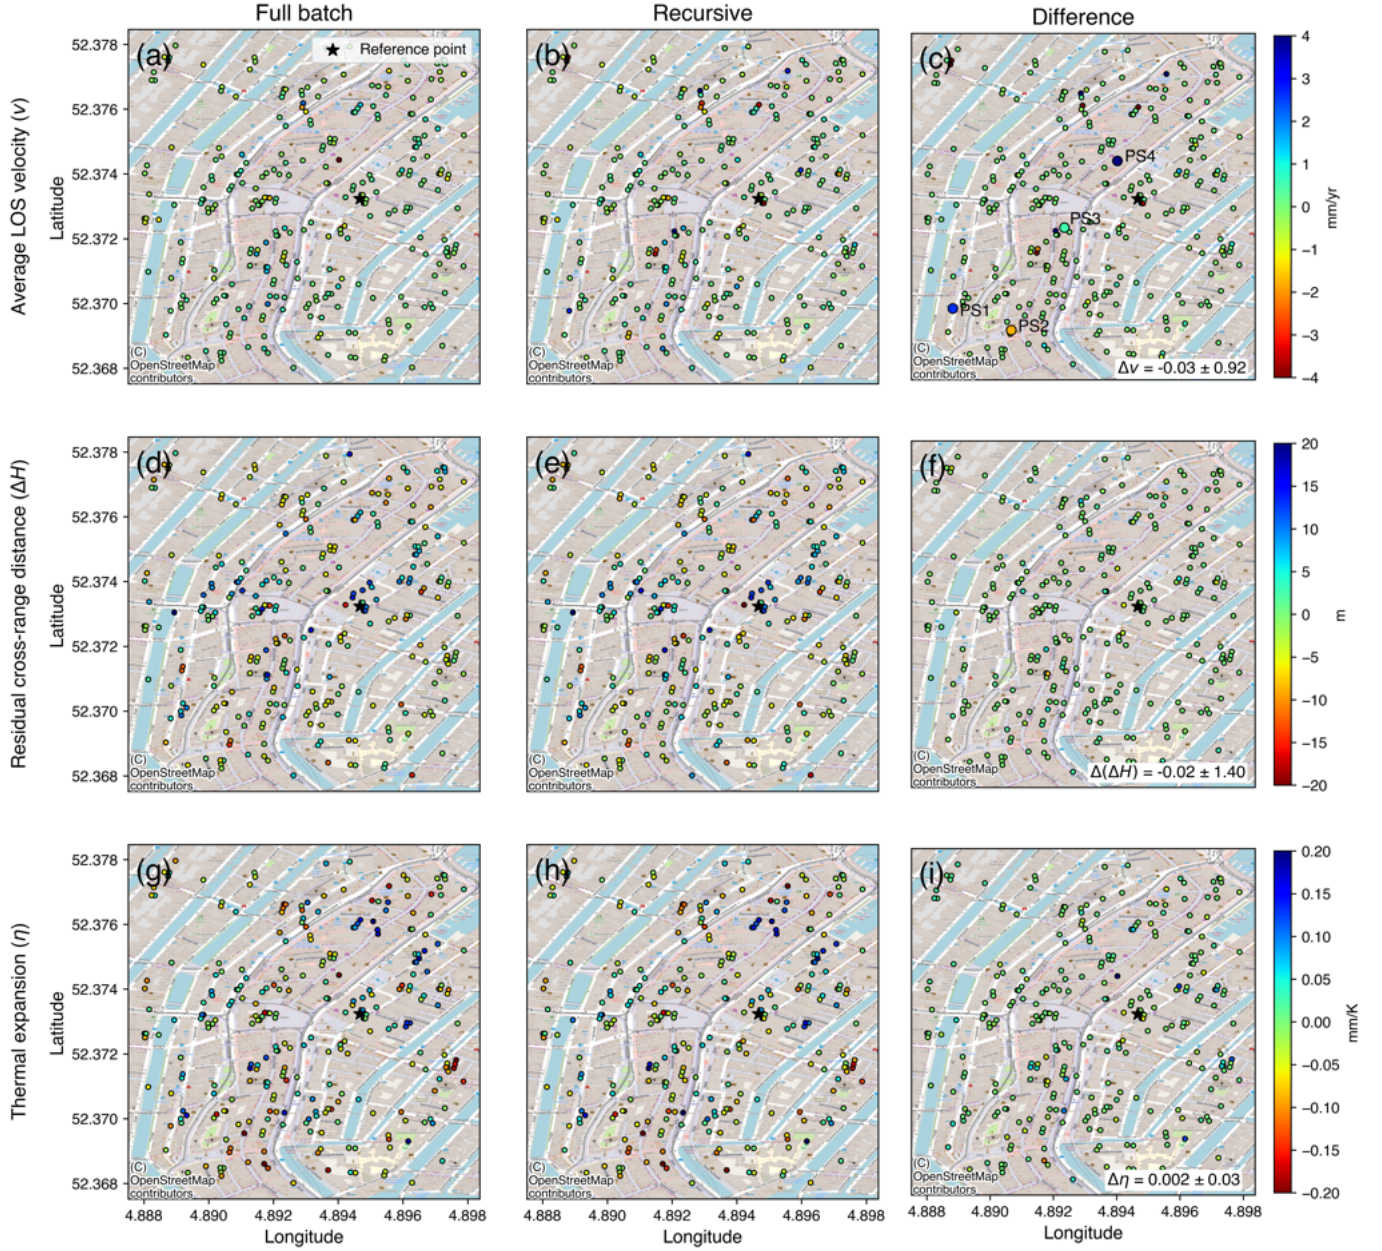 Full batch
Recursive
Difference
Average LOS velocity (v)
Latitude
52.378
52.376
52.374
52.372
52.370
52.368
(a)
★ Reference point
(C)
OpenStreetMap
contributors
(b)
(C)
OpenStreetMap
contributors
(c)
PS4
PS3
PS1
PS2
(C)
OpenStreetMap
contributors
Δv = -0.03 ± 0.92
4
3
2
1
0
−1
−2
−3
−4
mm/yr
Residual cross-range distance (ΔH)
Latitude
52.378
52.376
52.374
52.372
52.370
52.368
(d)
(C)
OpenStreetMap
contributors
(e)
(C)
OpenStreetMap
contributors
(f)
(C)
OpenStreetMap
contributors
Δ(ΔH) = -0.02 ± 1.40
20
15
10
5
0
−5
−10
−15
−20
m
Thermal expansion (η)
Latitude
52.378
52.376
52.374
52.372
52.370
52.368
(g)
(C)
OpenStreetMap
contributors
4.888 4.890 4.892 4.894 4.896 4.898
Longitude
(h)
(C)
OpenStreetMap
contributors
4.888 4.890 4.892 4.894 4.896 4.898
Longitude
(i)
(C)
OpenStreetMap
contributors
Δη = 0.002 ± 0.03
4.888 4.890 4.892 4.894 4.896 4.898
Longitude
0.20
0.15
0.10
0.05
0.00
−0.05
−0.10
−0.15
−0.20
mm/K